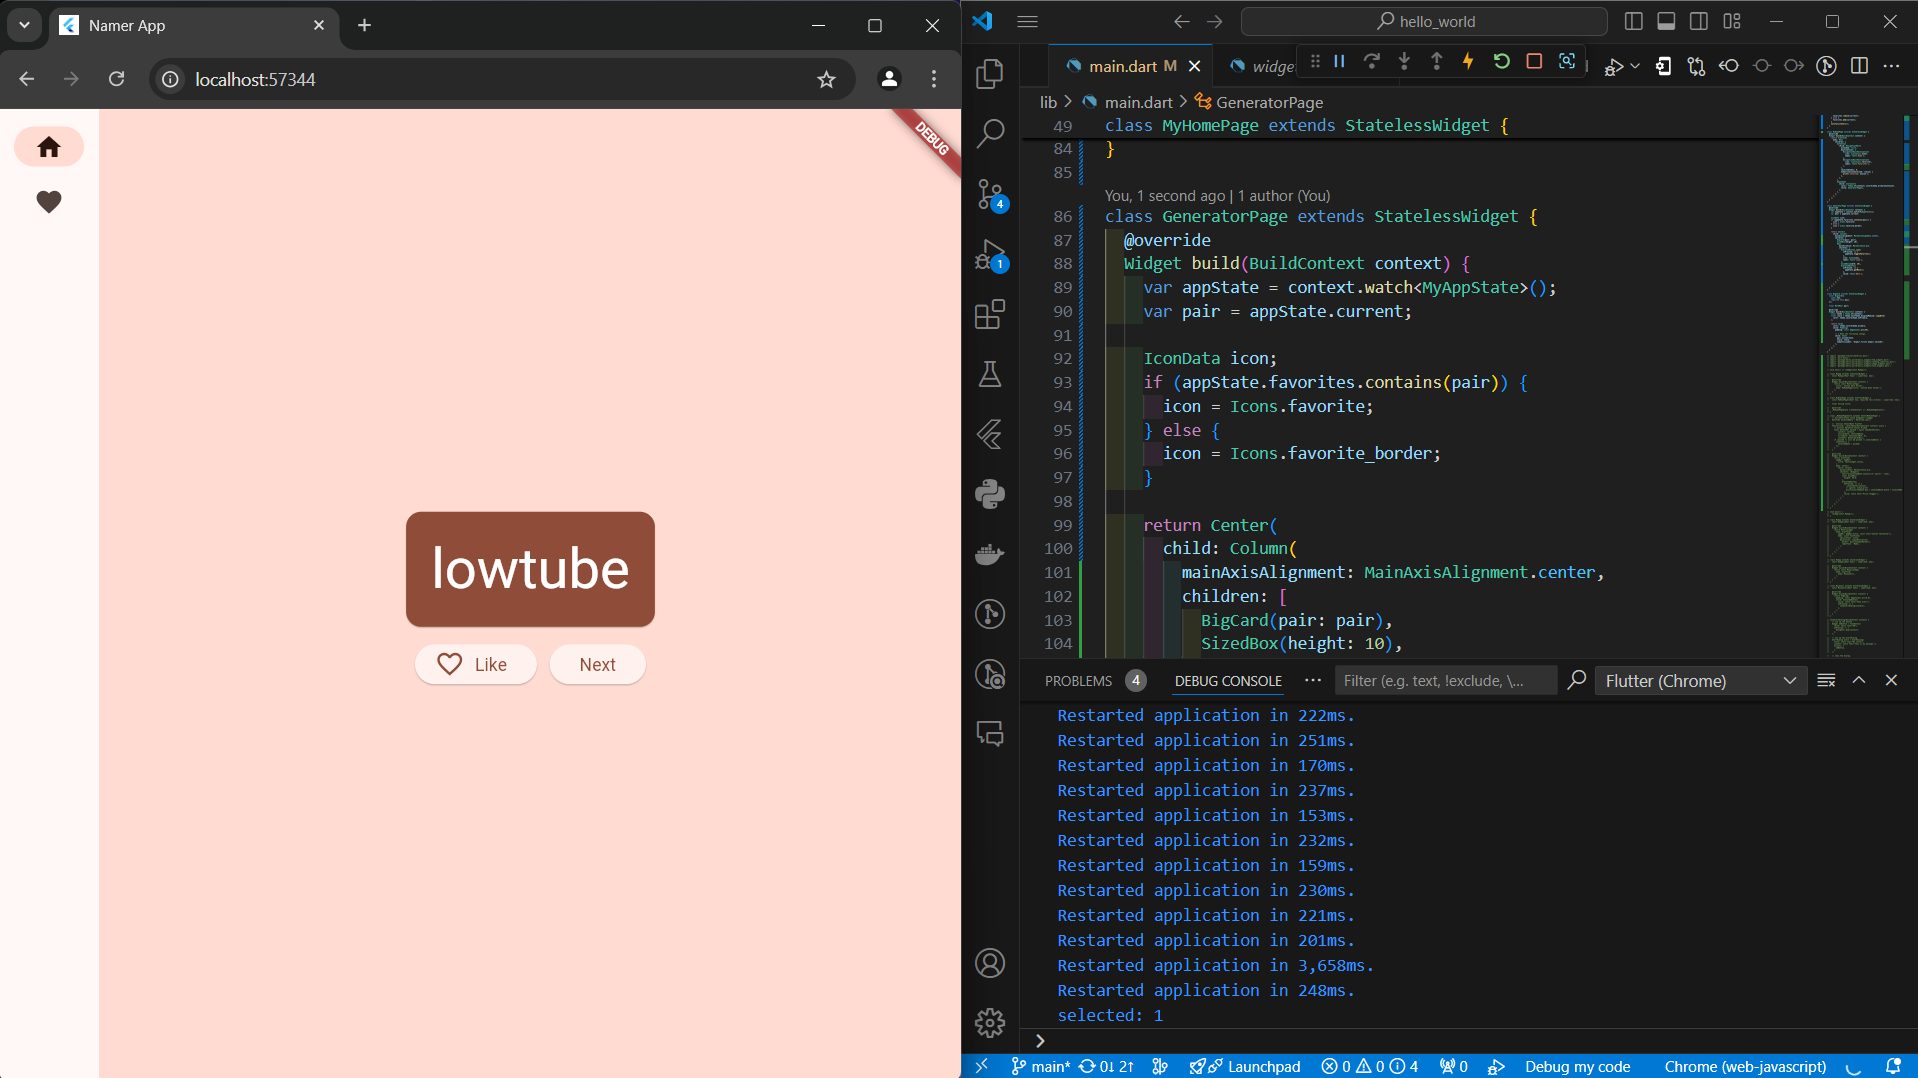 Namer App
localhost:57344
DEBUG
lowtube
Like
Next
hello_world
main.dart M
widge
lib > main.dart > GeneratorPage
49 class MyHomePage extends StatelessWidget {
84 }
85
You, 1 second ago | 1 author (You)
86 class GeneratorPage extends StatelessWidget {
87 @override
88 Widget build(BuildContext context) {
89 var appState = context.watch<MyAppState>();
90 var pair = appState.current;
91
92 IconData icon;
93 if (appState.favorites.contains(pair)) {
94 icon = Icons.favorite;
95 } else {
96 icon = Icons.favorite_border;
97 }
98
99 return Center(
100 child: Column(
101 mainAxisAlignment: MainAxisAlignment.center,
102 children: [
103 BigCard(pair: pair),
104 SizedBox(height: 10),
4
1
PROBLEMS 4 DEBUG CONSOLE ··· Filter (e.g. text, !exclude, \... Flutter (Chrome)
Restarted application in 222ms.
Restarted application in 251ms.
Restarted application in 170ms.
Restarted application in 237ms.
Restarted application in 153ms.
Restarted application in 232ms.
Restarted application in 159ms.
Restarted application in 230ms.
Restarted application in 221ms.
Restarted application in 201ms.
Restarted application in 3,658ms.
Restarted application in 248ms.
selected: 1
>
main* 0↓ 2↑ Launchpad 0 0 4 0 Debug my code Chrome (web-javascript)